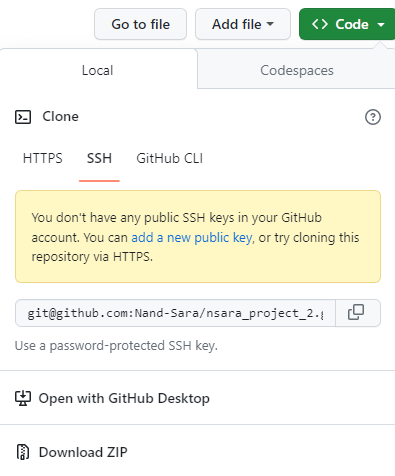 Go to file Add file <> Code
Local Codespaces
Clone
HTTPS SSH GitHub CLI
You don't have any public SSH keys in your GitHub
account. You can add a new public key, or try cloning this
repository via HTTPS.
git@github.com:Nand-Sara/nsara_project_2.g
Use a password-protected SSH key.
Open with GitHub Desktop
Download ZIP